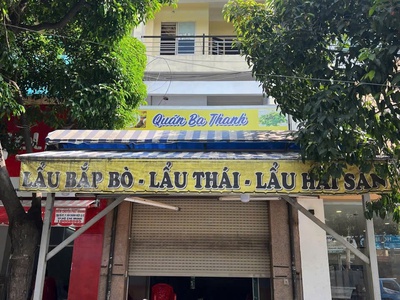 Quán Ba Thanh
LẨU BẮP BÒ - LẨU THÁI - LẨU HẢI SẢN